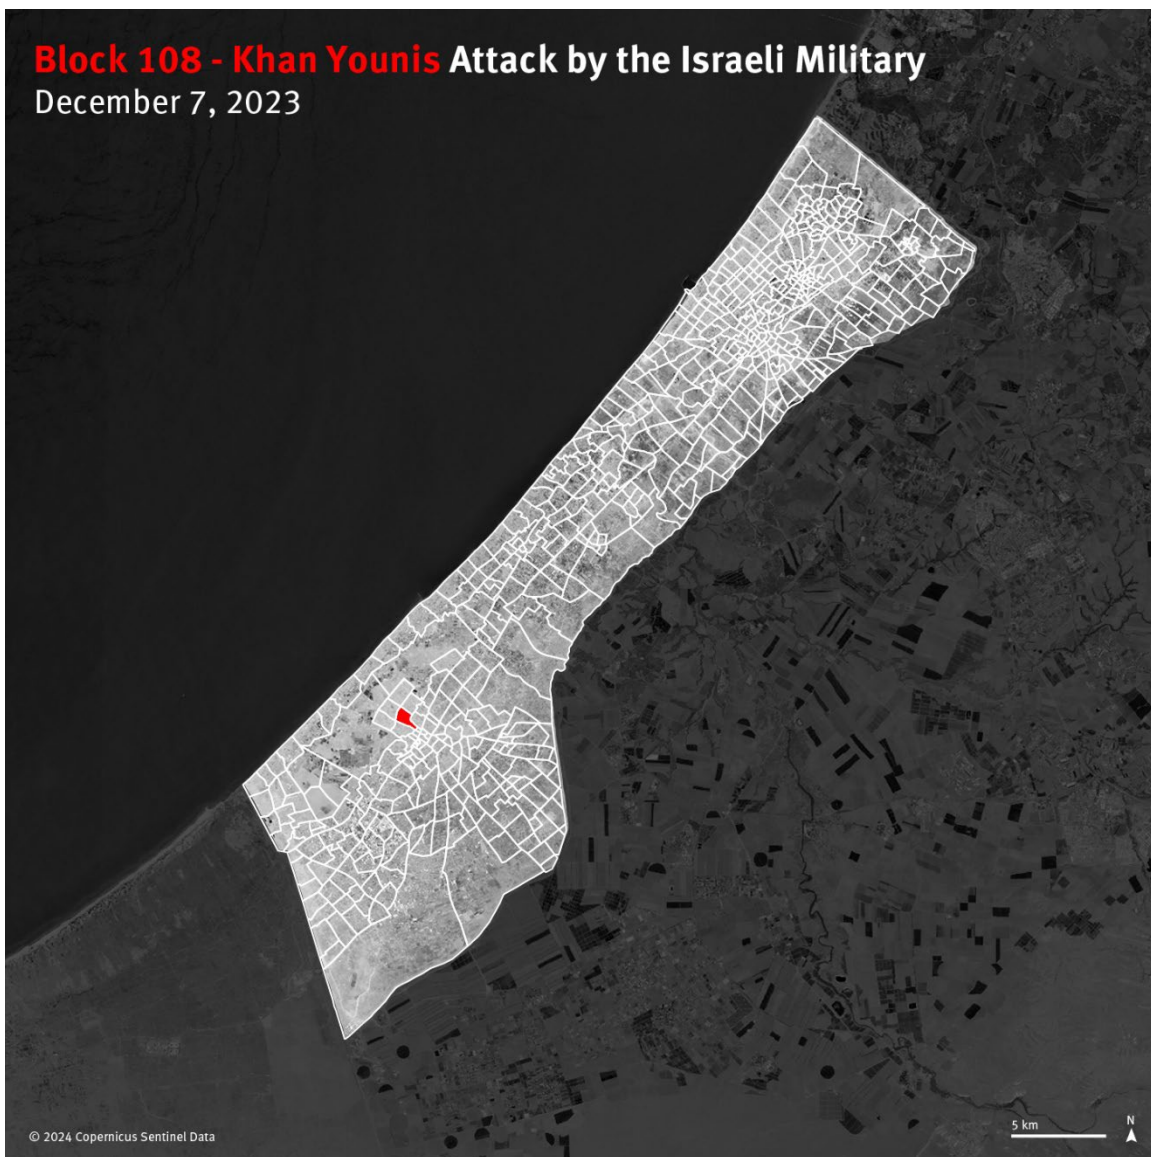 Block 108 - Khan Younis Attack by the Israeli Military
December 7, 2023
© 2024 Copernicus Sentinel Data
5 km
N